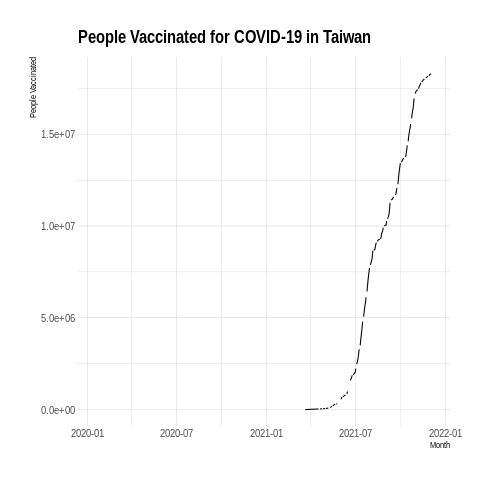 People Vaccinated for COVID-19 in Taiwan
People Vaccinated
1.5e+07
1.0e+07
5.0e+06
0.0e+00
2020-01 2020-07 2021-01 2021-07 2022-01
Month